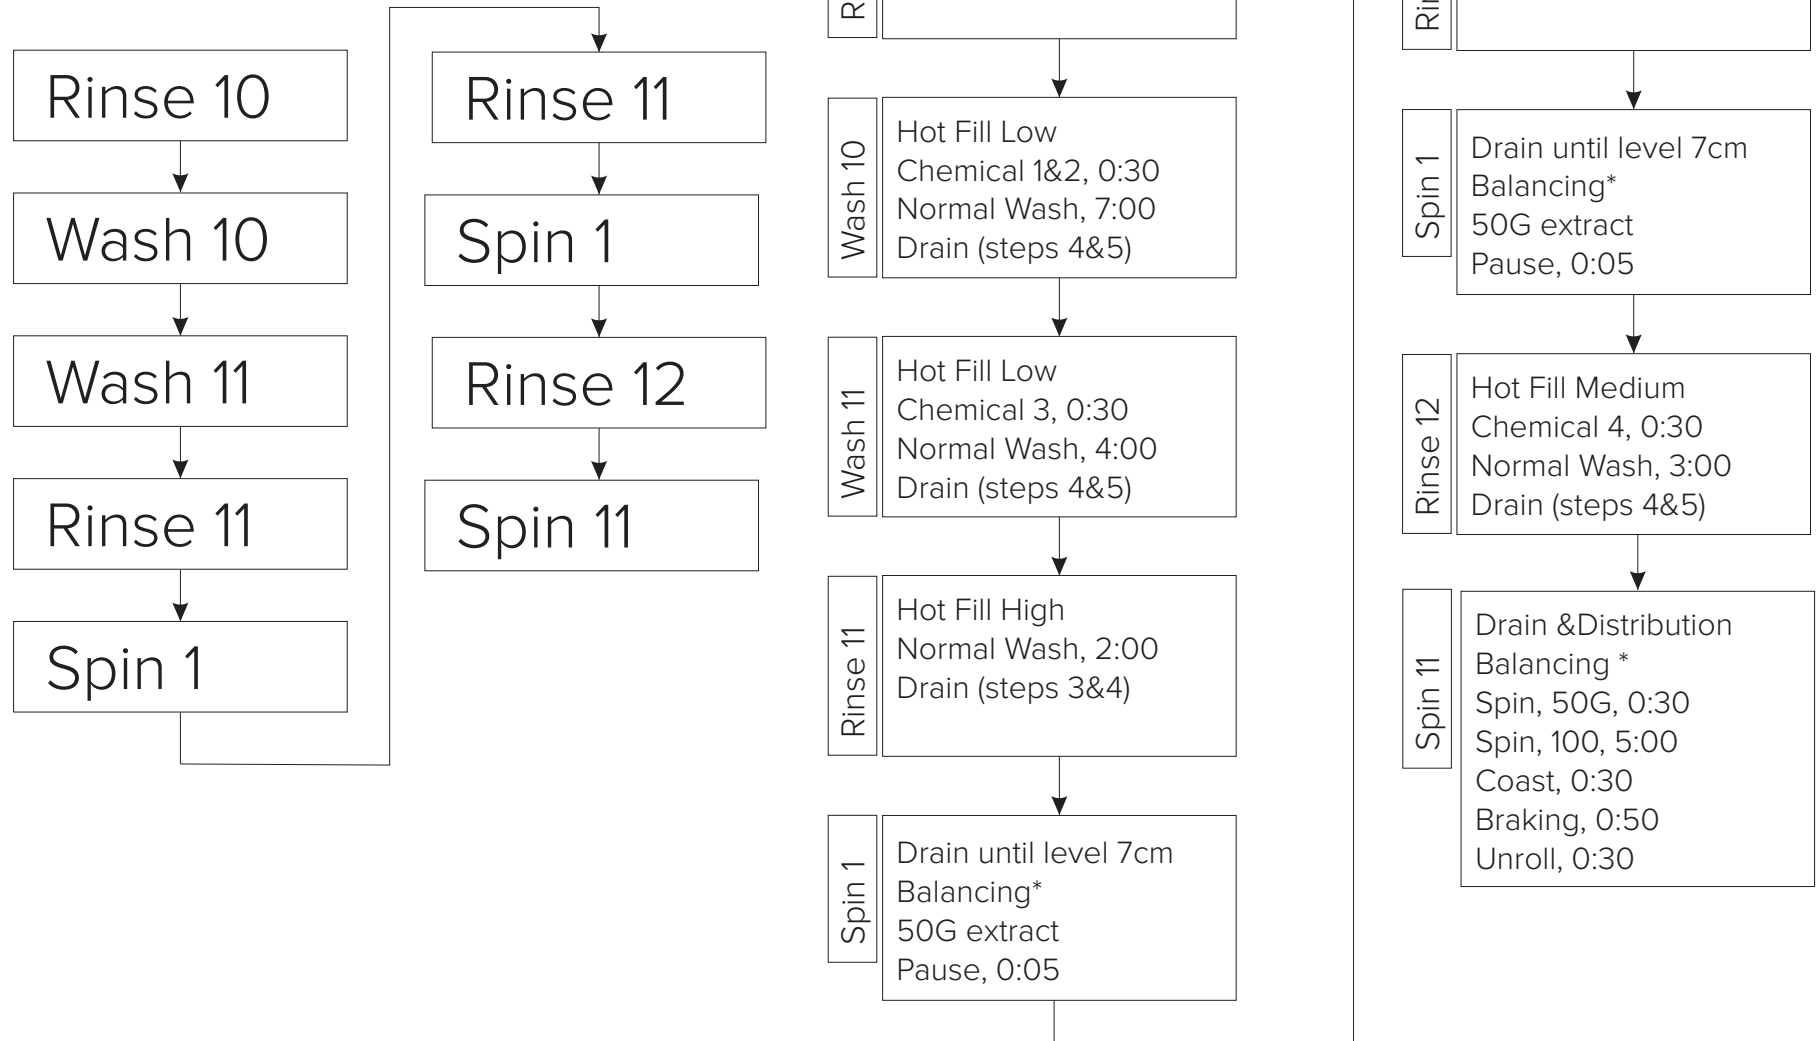 Rinse 10
Wash 10
Wash 11
Rinse 11
Spin 1
Rinse 11
Spin 1
Rinse 12
Spin 11
Wash 10
Hot Fill Low
Chemical 1&2, 0:30
Normal Wash, 7:00
Drain (steps 4&5)
Wash 11
Hot Fill Low
Chemical 3, 0:30
Normal Wash, 4:00
Drain (steps 4&5)
Rinse 11
Hot Fill High
Normal Wash, 2:00
Drain (steps 3&4)
Spin 1
Drain until level 7cm
Balancing*
50G extract
Pause, 0:05
Spin 1
Drain until level 7cm
Balancing*
50G extract
Pause, 0:05
Rinse 12
Hot Fill Medium
Chemical 4, 0:30
Normal Wash, 3:00
Drain (steps 4&5)
Spin 11
Drain &Distribution
Balancing *
Spin, 50G, 0:30
Spin, 100, 5:00
Coast, 0:30
Braking, 0:50
Unroll, 0:30